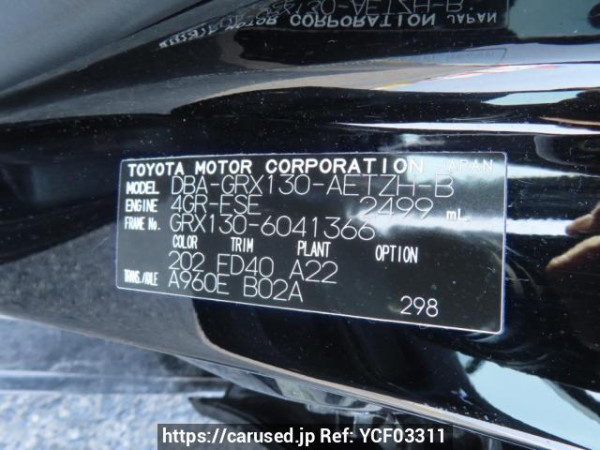 TOYOTA MOTOR CORPORATION JAPAN
MODEL DBA-GRX130-AETZH-B
ENGINE 4GR-FSE 2499 mL
FRAME No. GRX130-6041366
COLOR TRIM PLANT OPTION
202 FD40 A22
TRANS./AXLE A960E B02A
298
https://carused.jp Ref: YCF03311